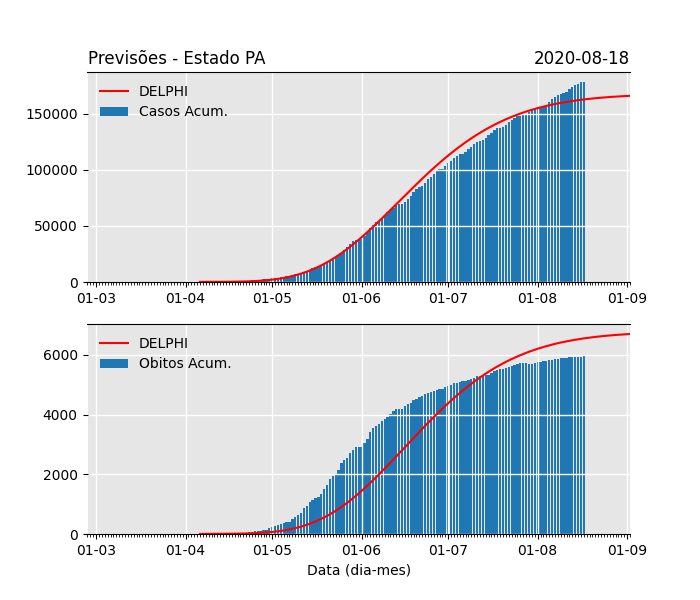 Previsões - Estado PA 2020-08-18
DELPHI
Casos Acum.
150000
100000
50000
0
01-03 01-04 01-05 01-06 01-07 01-08 01-09
DELPHI
Obitos Acum.
6000
4000
2000
0
01-03 01-04 01-05 01-06 01-07 01-08 01-09
Data (dia-mes)